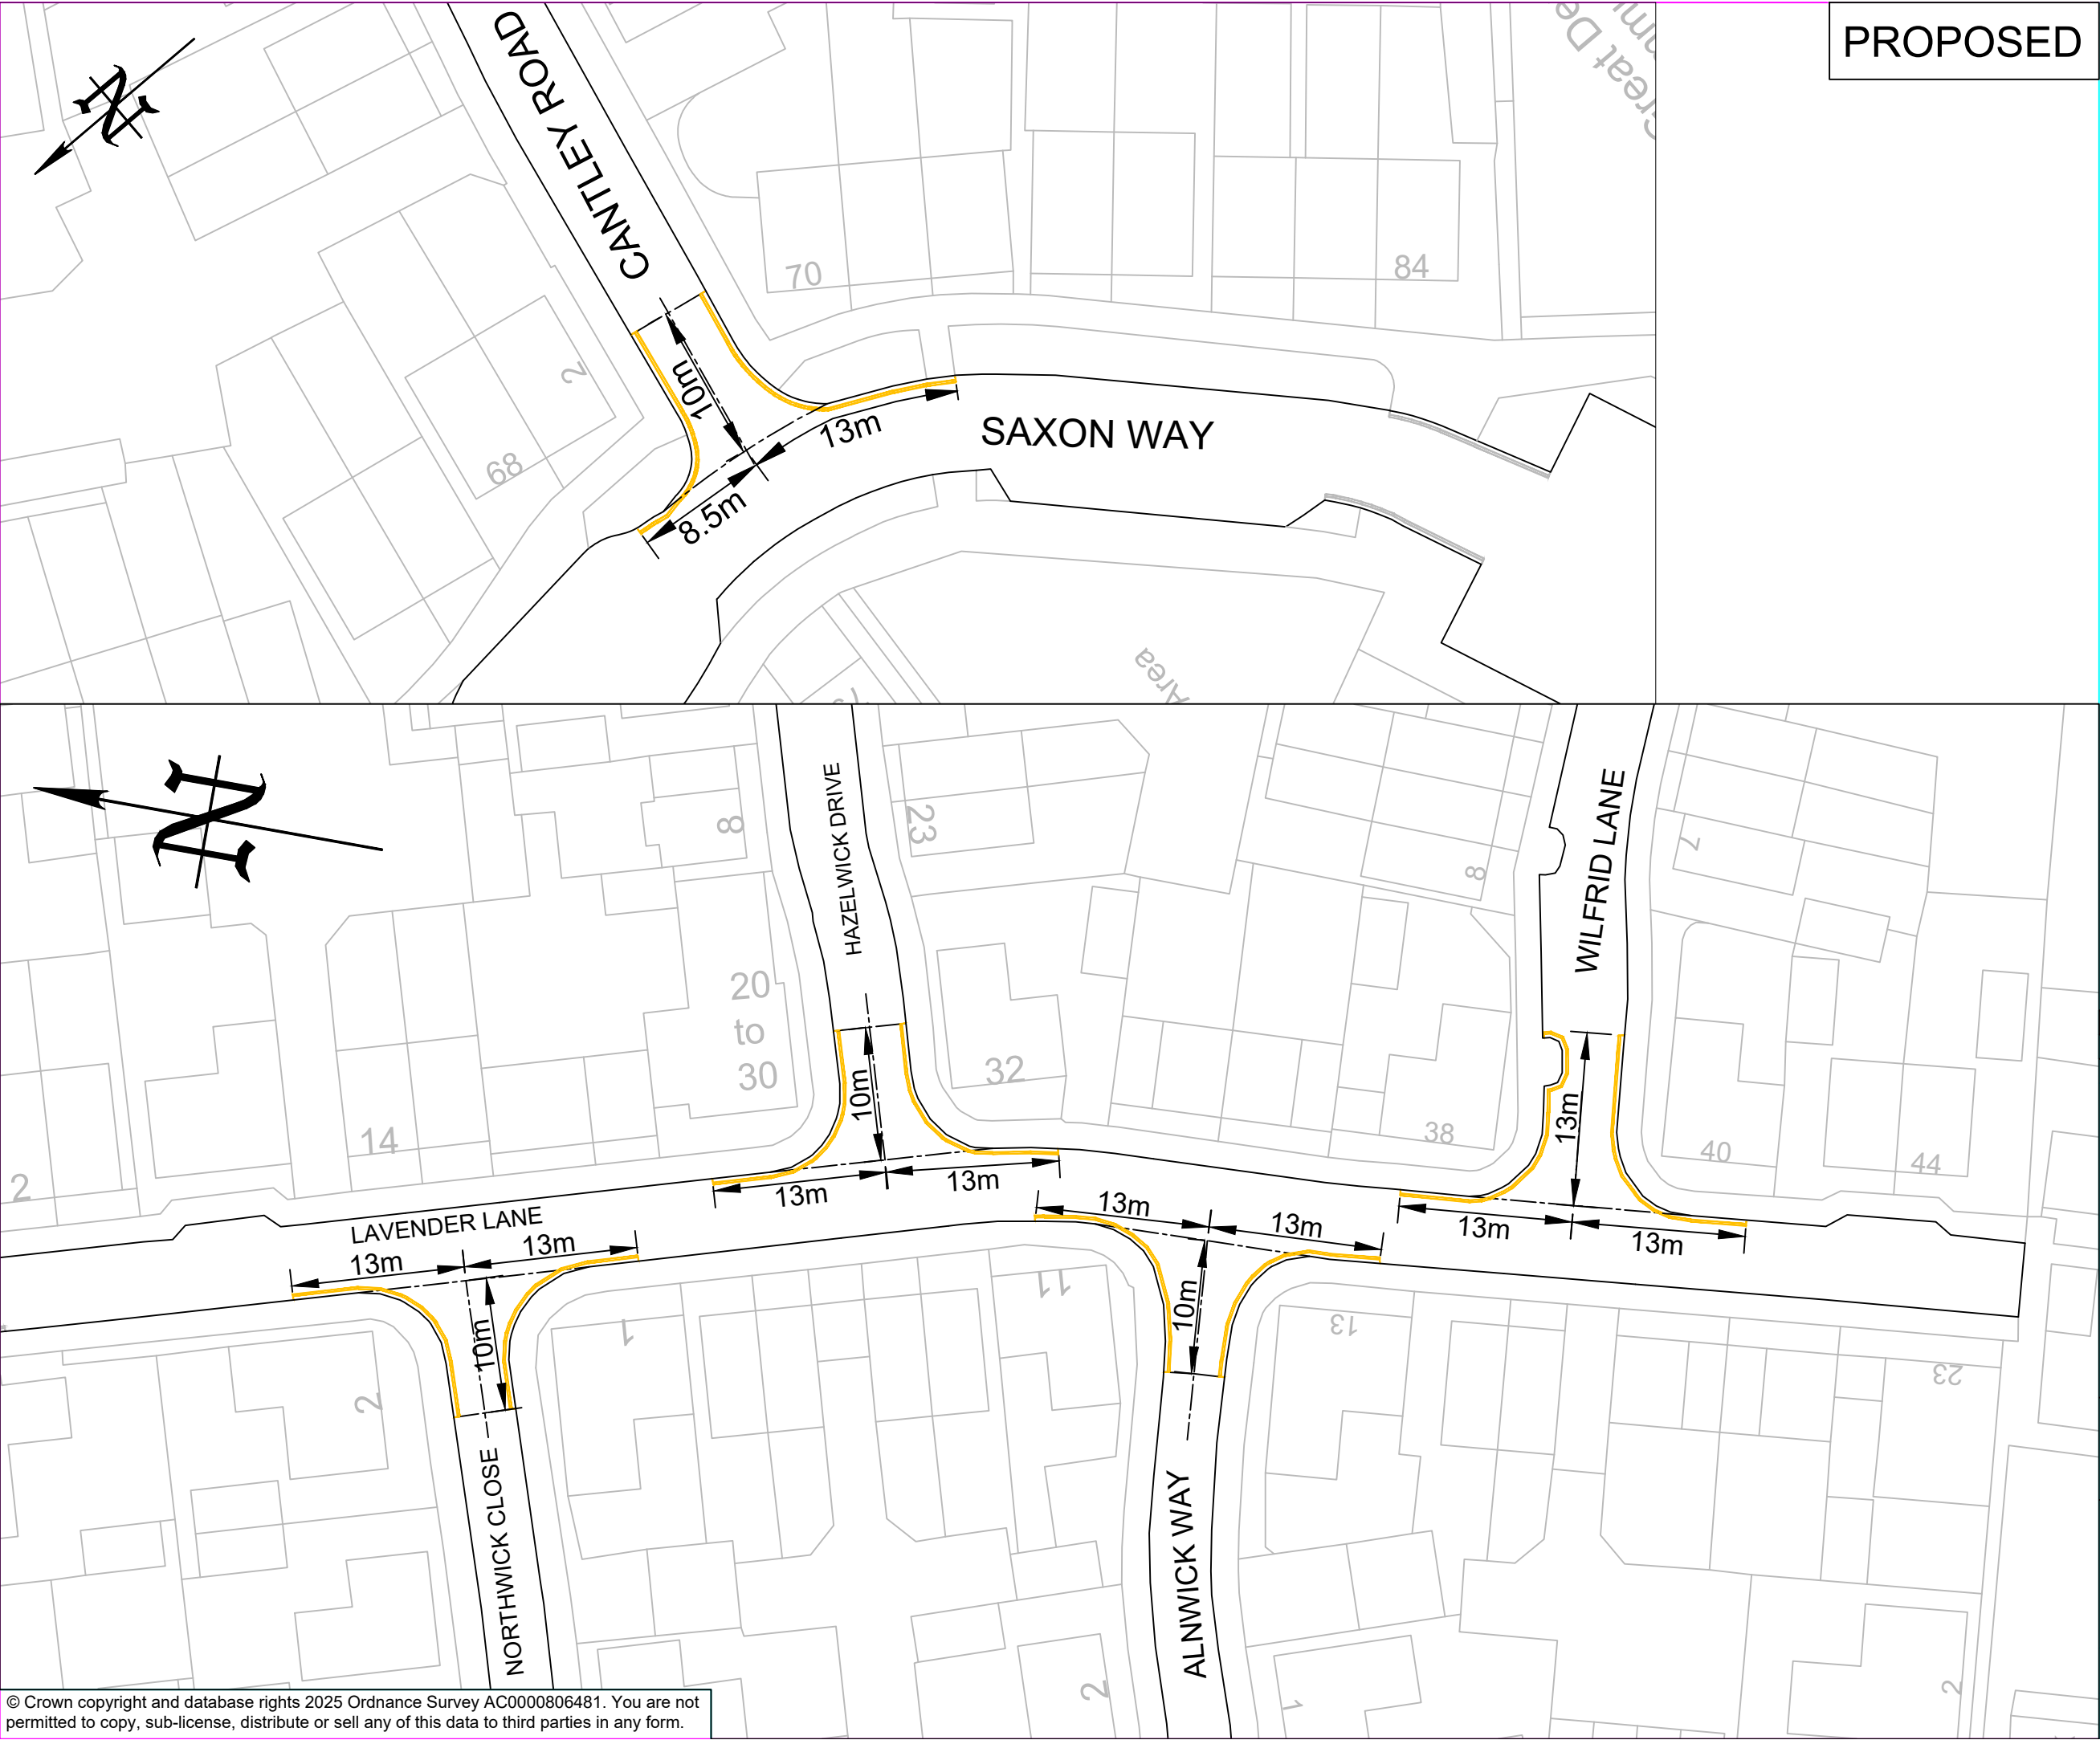 PROPOSED
N
CANTLEY ROAD
Great De
70
84
2
68
10m
13m
8.5m
SAXON WAY
Area
N
HAZELWICK DRIVE
WILFRID LANE
8
23
8
7
20
to
30
32
14
2
10m
13m
13m
13m
38
40
44
13m
13m
LAVENDER LANE
13m
13m
13m
13m
10m
10m
1
11
13
23
2
NORTHWICK CLOSE
ALNWICK WAY
2
1
2
© Crown copyright and database rights 2025 Ordnance Survey AC0000806481. You are not
permitted to copy, sub-license, distribute or sell any of this data to third parties in any form.